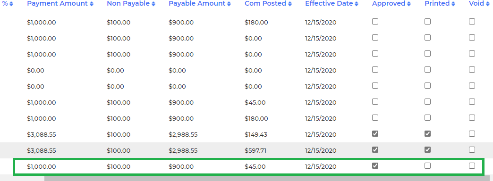 % Payment Amount Non Payable Payable Amount Com Posted Effective Date Approved Printed Void
$1,000.00 $100.00 $900.00 $180.00 12/15/2020
$1,000.00 $100.00 $900.00 $0.00 12/15/2020
$1,000.00 $100.00 $900.00 $0.00 12/15/2020
$0.00 $0.00 $0.00 $0.00 12/15/2020
$0.00 $0.00 $0.00 $0.00 12/15/2020
$1,000.00 $100.00 $900.00 $45.00 12/15/2020
$1,000.00 $100.00 $900.00 $180.00 12/15/2020
$3,088.55 $100.00 $2,988.55 $149.43 12/15/2020
$3,088.55 $100.00 $2,988.55 $597.71 12/15/2020
$1,000.00 $100.00 $900.00 $45.00 12/15/2020